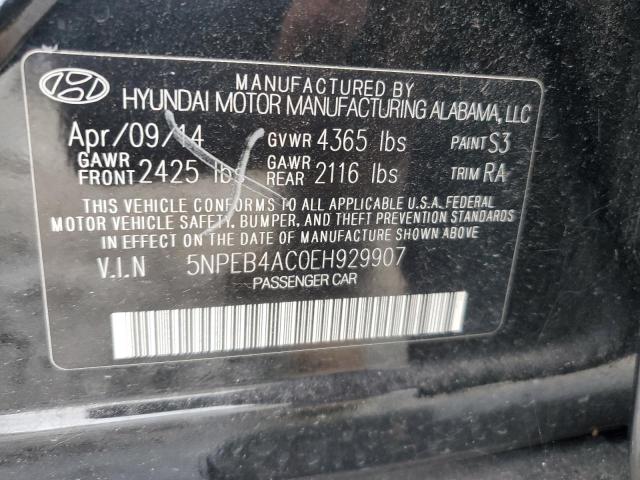 MANUFACTURED BY
HYUNDAI MOTOR MANUFACTURING ALABAMA, LLC
Apr/09/14 GVWR 4365 lbs PAINT S3
GAWR FRONT 2425 lbs GAWR REAR 2116 lbs TRIM RA
THIS VEHICLE CONFORMS TO ALL APPLICABLE U.S.A. FEDERAL
MOTOR VEHICLE SAFETY, BUMPER, AND THEFT PREVENTION STANDARDS
IN EFFECT ON THE DATE OF MANUFACTURE SHOWN ABOVE.
V.I.N 5NPEB4AC0EH929907
PASSENGER CAR